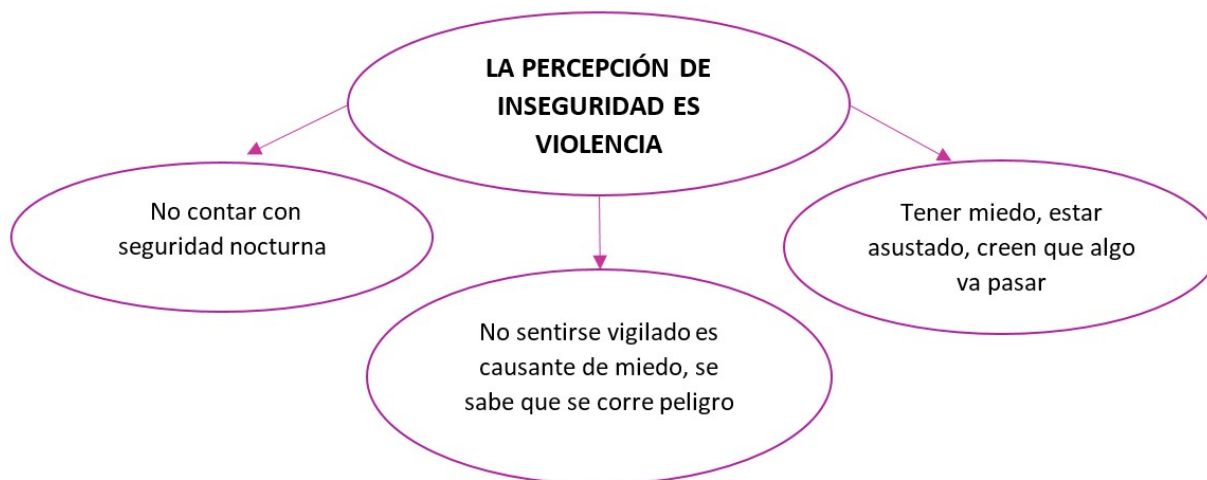 LA PERCEPCIÓN DE
INSEGURIDAD ES
VIOLENCIA
No contar con
seguridad nocturna
No sentirse vigilado es
causante de miedo, se
sabe que se corre peligro
Tener miedo, estar
asustado, creen que algo
va pasar